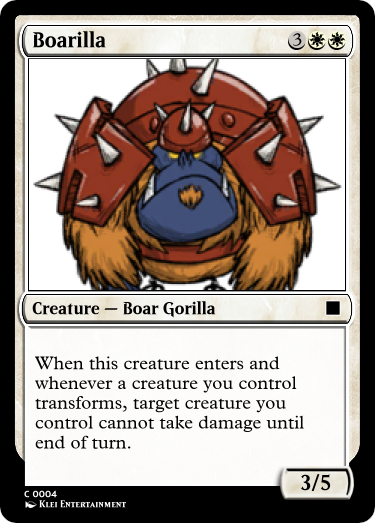 Boarilla 3
Creature — Boar Gorilla
When this creature enters and
whenever a creature you control
transforms, target creature you
control cannot take damage until
end of turn.
3/5
C 0004
Klei Entertainment